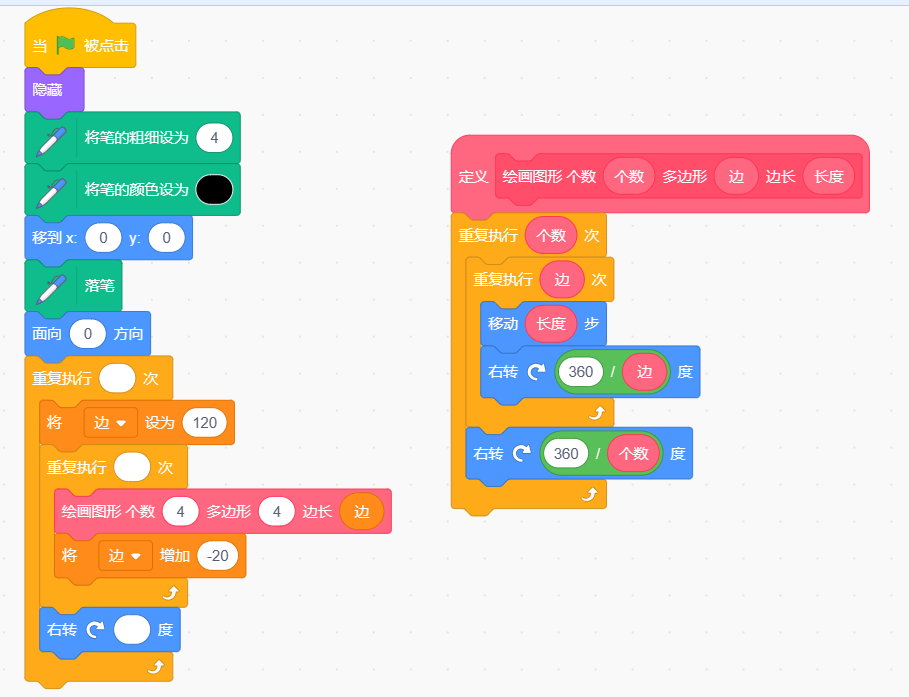 当 被点击
隐藏
将笔的粗细设为 4
将笔的颜色设为
移到 x: 0 y: 0
落笔
面向 0 方向
重复执行 次
将 边 设为 120
重复执行 次
绘画图形 个数 4 多边形 4 边长 边
将 边 增加 -20
右转 度
定义 绘画图形 个数 个数 多边形 边 边长 长度
重复执行 个数 次
重复执行 边 次
移动 长度 步
右转 360 / 边 度
右转 360 / 个数 度